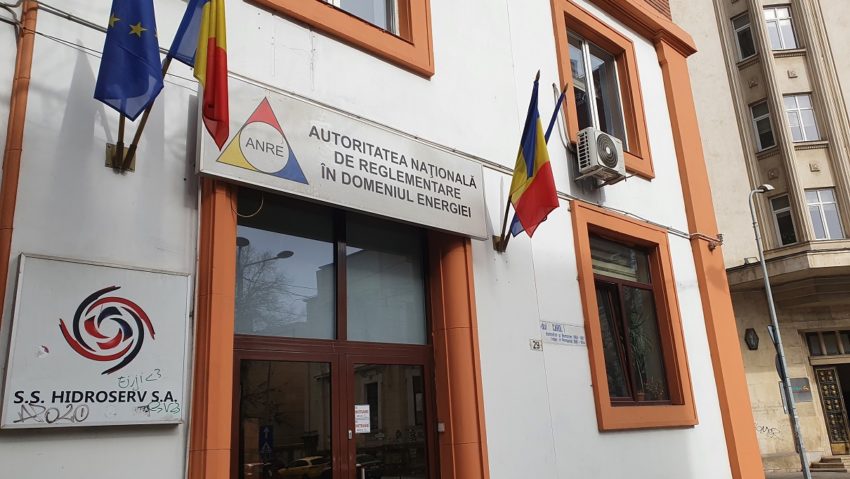 ANRE
AUTORITATEA NAȚIONALĂ
DE REGLEMENTARE
ÎN DOMENIUL ENERGIEI
S.S. HIDROSERV S.A.
29